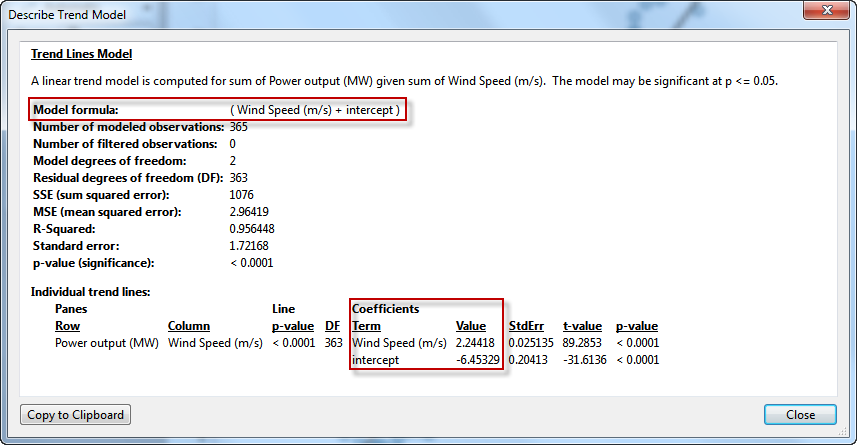 Describe Trend Model
Trend Lines Model
A linear trend model is computed for sum of Power output (MW) given sum of Wind Speed (m/s).  The model may be significant at p <= 0.05.
Model formula: ( Wind Speed (m/s) + intercept )
Number of modeled observations: 365
Number of filtered observations: 0
Model degrees of freedom: 2
Residual degrees of freedom (DF): 363
SSE (sum squared error): 1076
MSE (mean squared error): 2.96419
R-Squared: 0.956448
Standard error: 1.72168
p-value (significance): < 0.0001
Individual trend lines:
Panes Line Coefficients
Row Column p-value DF Term Value StdErr t-value p-value
Power output (MW) Wind Speed (m/s) < 0.0001 363 Wind Speed (m/s) 2.24418 0.025135 89.2853 < 0.0001
intercept -6.45329 0.20413 -31.6136 < 0.0001
Copy to Clipboard Close